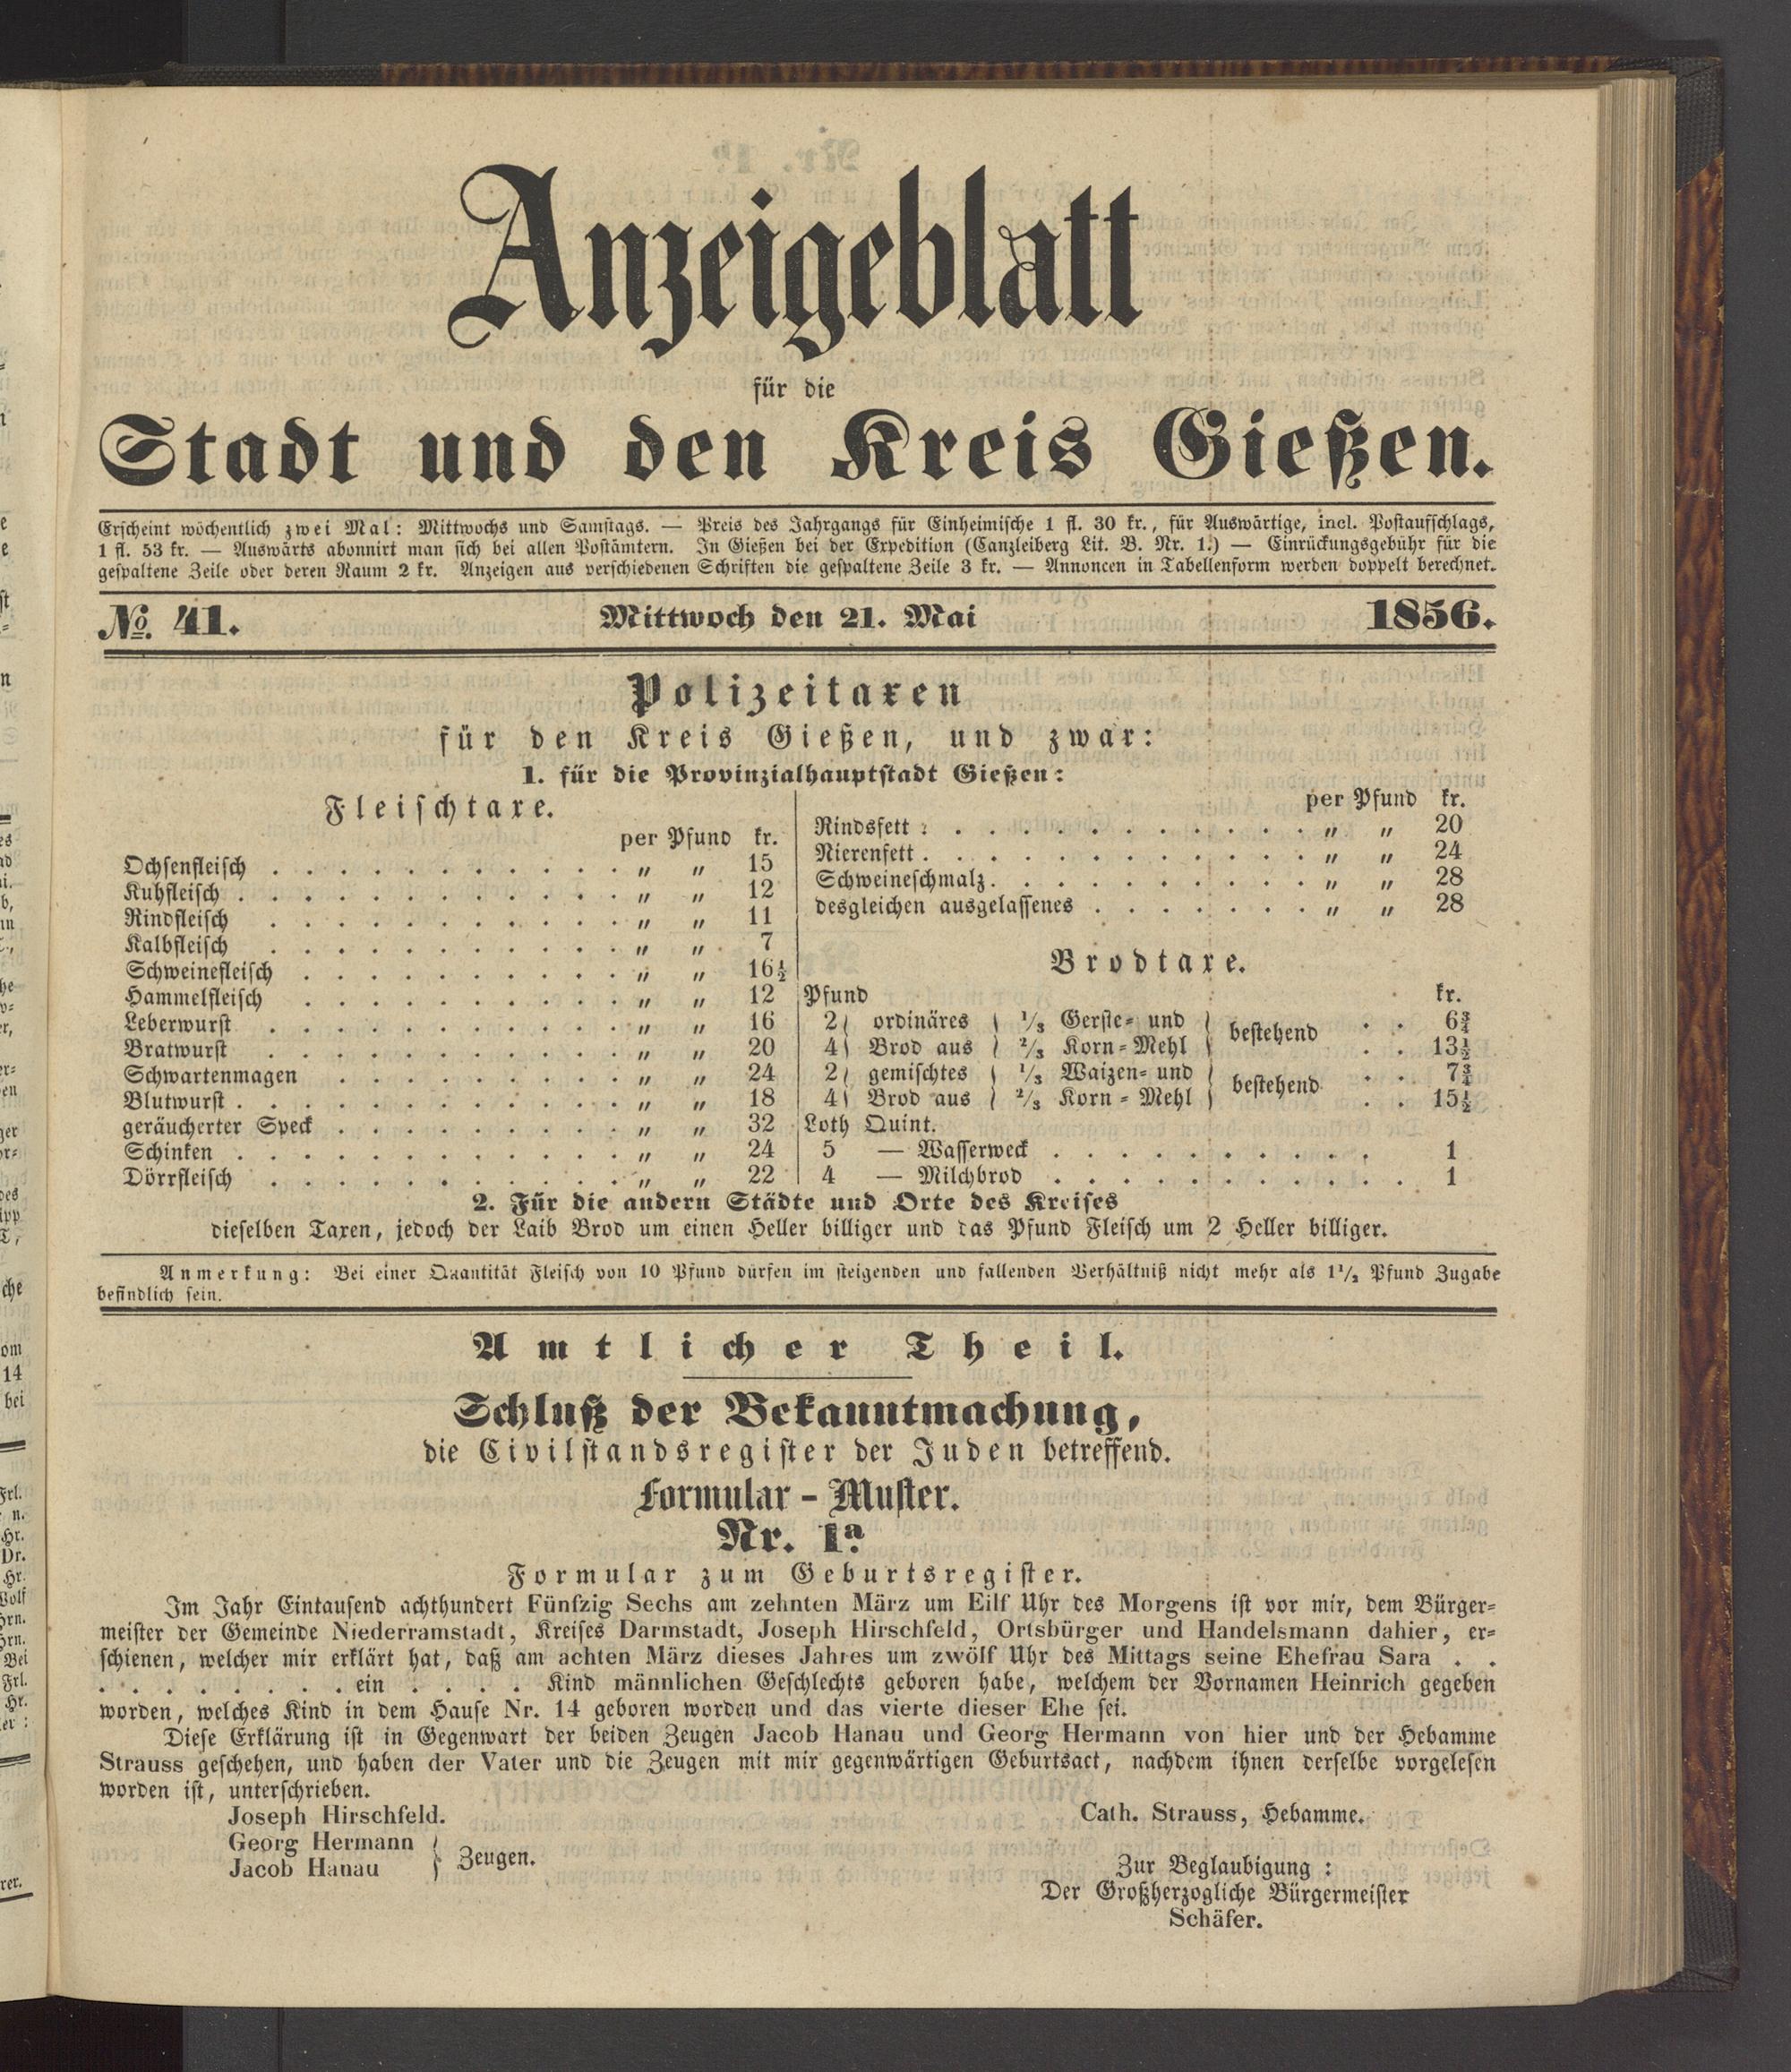 Anzeigeblatt
für die
Stadt und den Kreis Gießen.
Erscheint wöchentlich zwei Mal: Mittwochs und Samstags. — Preis des Jahrgangs für Einheimische 1 fl. 30 kr., für Auswärtige, incl. Postaufschlags,
1 fl. 53 kr. — Auswärts abonnirt man sich bei allen Postämtern. In Gießen bei der Expedition (Canzleiberg Lit. B. Nr. 1.) — Einrückungsgebühr für die
gespaltene Zeile oder deren Raum 2 kr. Anzeigen aus verschiedenen Schriften die gespaltene Zeile 3 kr. — Annoncen in Tabellenform werden doppelt berechnet.
No. 41. Mittwoch den 21. Mai 1856.
Polizeitaxen
für den Kreis Gießen, und zwar:
1. für die Provinzialhauptstadt Gießen:
Fleischtaxe.
per Pfund kr.
Ochsenfleisch . . . . . . . . . . . „ „ 15
Kuhfleisch . . . . . . . . . . . . „ „ 12
Rindfleisch . . . . . . . . . . . „ „ 11
Kalbfleisch . . . . . . . . . . . „ „ 7
Schweinefleisch . . . . . . . . . . „ „ 16½
Hammelfleisch . . . . . . . . . . „ „ 12
Leberwurst . . . . . . . . . . . „ „ 16
Bratwurst . . . . . . . . . . . „ „ 20
Schwartenmagen . . . . . . . . . „ „ 24
Blutwurst . . . . . . . . . . . . „ „ 18
geräucherter Speck . . . . . . . . . „ „ 32
Schinken . . . . . . . . . . . . „ „ 24
Dörrfleisch . . . . . . . . . . . „ „ 22
per Pfund kr.
Rindsfett . . . . . . . . . . . . „ „ 20
Nierenfett . . . . . . . . . . . . „ „ 24
Schweineschmalz . . . . . . . . . . „ „ 28
desgleichen ausgelassenes . . . . . . . „ „ 28
Brodtaxe.
Pfund kr.
2 } ordinäres { 1/3 Gerste- und } bestehend . . 6¾
4 } Brod aus { 2/3 Korn-Mehl } . . 13½
2 } gemischtes { 1/3 Waizen- und } bestehend . . 7¾
4 } Brod aus { 2/3 Korn-Mehl } . . 15½
Loth Quint.
5 — Wasserweck . . . . . . . . . . 1
4 — Milchbrod . . . . . . . . . . . 1
2. Für die andern Städte und Orte des Kreises
dieselben Taxen, jedoch der Laib Brod um einen Heller billiger und das Pfund Fleisch um 2 Heller billiger.
Anmerkung: Bei einer Quantität Fleisch von 10 Pfund dürfen im steigenden und fallenden Verhältniß nicht mehr als 1 1/2 Pfund Zugabe
befindlich sein.
Amtlicher Theil.
Schluß der Bekanntmachung,
die Civilstandsregister der Juden betreffend.
Formular-Muster.
Nr. 1a.
Formular zum Geburtsregister.
Im Jahr Eintausend achthundert Fünfzig Sechs am zehnten März um Eilf Uhr des Morgens ist vor mir, dem Bürger-
meister der Gemeinde Niederramstadt, Kreises Darmstadt, Joseph Hirschfeld, Ortsbürger und Handelsmann dahier, er-
schienen, welcher mir erklärt hat, daß am achten März dieses Jahres um zwölf Uhr des Mittags seine Ehefrau Sara . .
. . . . . . . . . ein . . . . . Kind männlichen Geschlechts geboren habe, welchem der Vornamen Heinrich gegeben
worden, welches Kind in dem Hause Nr. 14 geboren worden und das vierte dieser Ehe sei.
Diese Erklärung ist in Gegenwart der beiden Zeugen Jacob Hanau und Georg Hermann von hier und der Hebamme
Strauss geschehen, und haben der Vater und die Zeugen mit mir gegenwärtigen Geburtsact, nachdem ihnen derselbe vorgelesen
worden ist, unterschrieben.
Joseph Hirschfeld. Cath. Strauss, Hebamme.
Georg Hermann }
Jacob Hanau } Zeugen.
Zur Beglaubigung :
Der Großherzogliche Bürgermeister
Schäfer.